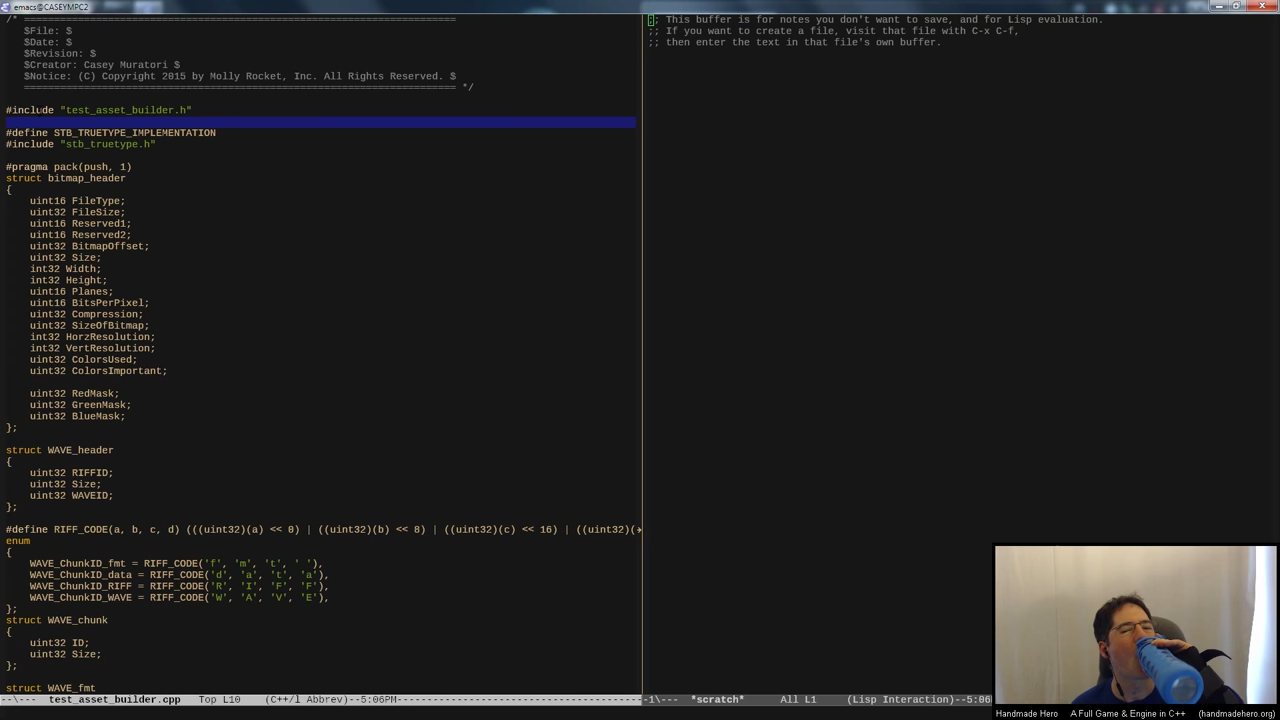 emacs@CASEYMPC2
/* ===========================================================================
$File: $
$Date: $
$Revision: $
$Creator: Casey Muratori $
$Notice: (C) Copyright 2015 by Molly Rocket, Inc. All Rights Reserved. $
======================================================================== */
#include "test_asset_builder.h"
#define STB_TRUETYPE_IMPLEMENTATION
#include "stb_truetype.h"
#pragma pack(push, 1)
struct bitmap_header
{
uint16 FileType;
uint32 FileSize;
uint16 Reserved1;
uint16 Reserved2;
uint32 BitmapOffset;
uint32 Size;
int32 Width;
int32 Height;
uint16 Planes;
uint16 BitsPerPixel;
uint32 Compression;
uint32 SizeOfBitmap;
int32 HorzResolution;
int32 VertResolution;
uint32 ColorsUsed;
uint32 ColorsImportant;
uint32 RedMask;
uint32 GreenMask;
uint32 BlueMask;
};
struct WAVE_header
{
uint32 RIFFID;
uint32 Size;
uint32 WAVEID;
};
#define RIFF_CODE(a, b, c, d) (((uint32)(a) << 0) | ((uint32)(b) << 8) | ((uint32)(c) << 16) | ((uint32)(
enum
{
WAVE_ChunkID_fmt = RIFF_CODE('f', 'm', 't', ' '),
WAVE_ChunkID_data = RIFF_CODE('d', 'a', 't', 'a'),
WAVE_ChunkID_RIFF = RIFF_CODE('R', 'I', 'F', 'F'),
WAVE_ChunkID_WAVE = RIFF_CODE('W', 'A', 'V', 'E'),
};
struct WAVE_chunk
{
uint32 ID;
uint32 Size;
};
struct WAVE_fmt
--\--- test_asset_builder.cpp Top L10 (C++/l Abbrev)--5:06PM
;; This buffer is for notes you don't want to save, and for Lisp evaluation.
;; If you want to create a file, visit that file with C-x C-f,
;; then enter the text in that file's own buffer.
-1\--- *scratch* All L1 (Lisp Interaction)--5:06
Handmade Hero A Full Game & Engine in C++ (handmadehero.org)